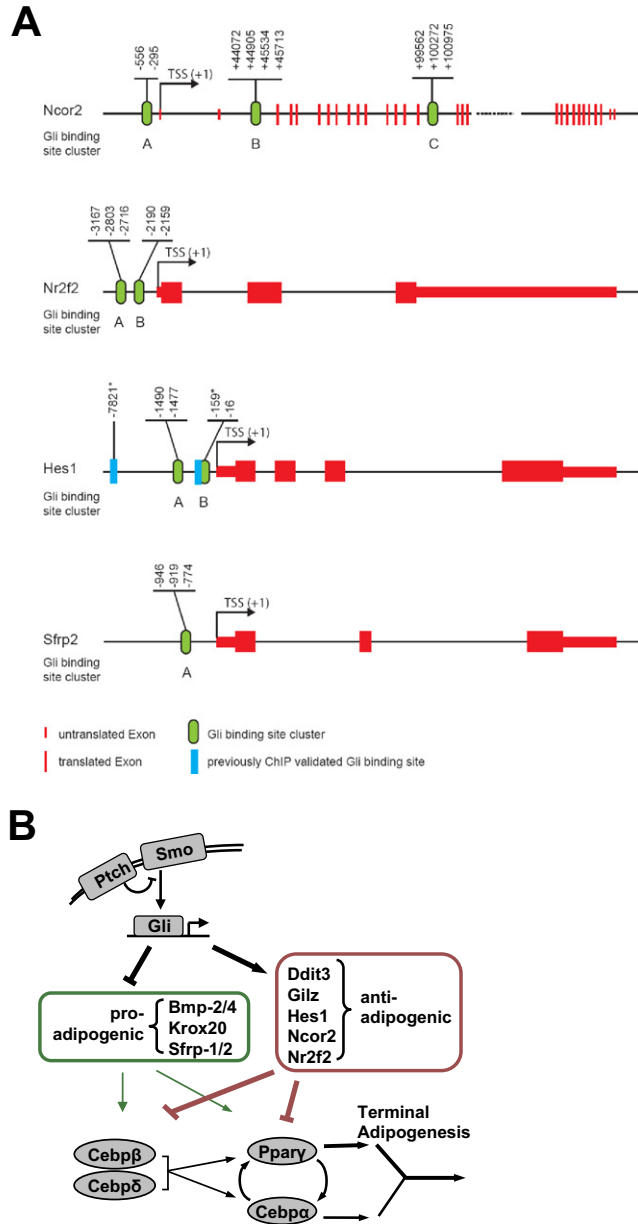 A
-556
-295
+44072
+44905
+45534
+45713
+99562
+100272
+100975
TSS (+1)
Ncor2
Gli binding
site cluster
A
B
C
-3167
-2803
-2716
-2190
-2159
TSS (+1)
Nr2f2
Gli binding
site cluster
A
B
-7821*
-1490
-1477
-159*
-16
TSS (+1)
Hes1
Gli binding
site cluster
A
B
-946
-919
-774
TSS (+1)
Sfrp2
Gli binding
site cluster
A
untranslated Exon
Gli binding site cluster
translated Exon
previously ChIP validated Gli binding site
B
Ptch
Smo
Gli
pro-
adipogenic
Bmp-2/4
Krox20
Sfrp-1/2
Ddit3
Gilz
Hes1
Ncor2
Nr2f2
anti-
adipogenic
Terminal
Adipogenesis
Cebpβ
Cebpδ
Pparγ
Cebpα